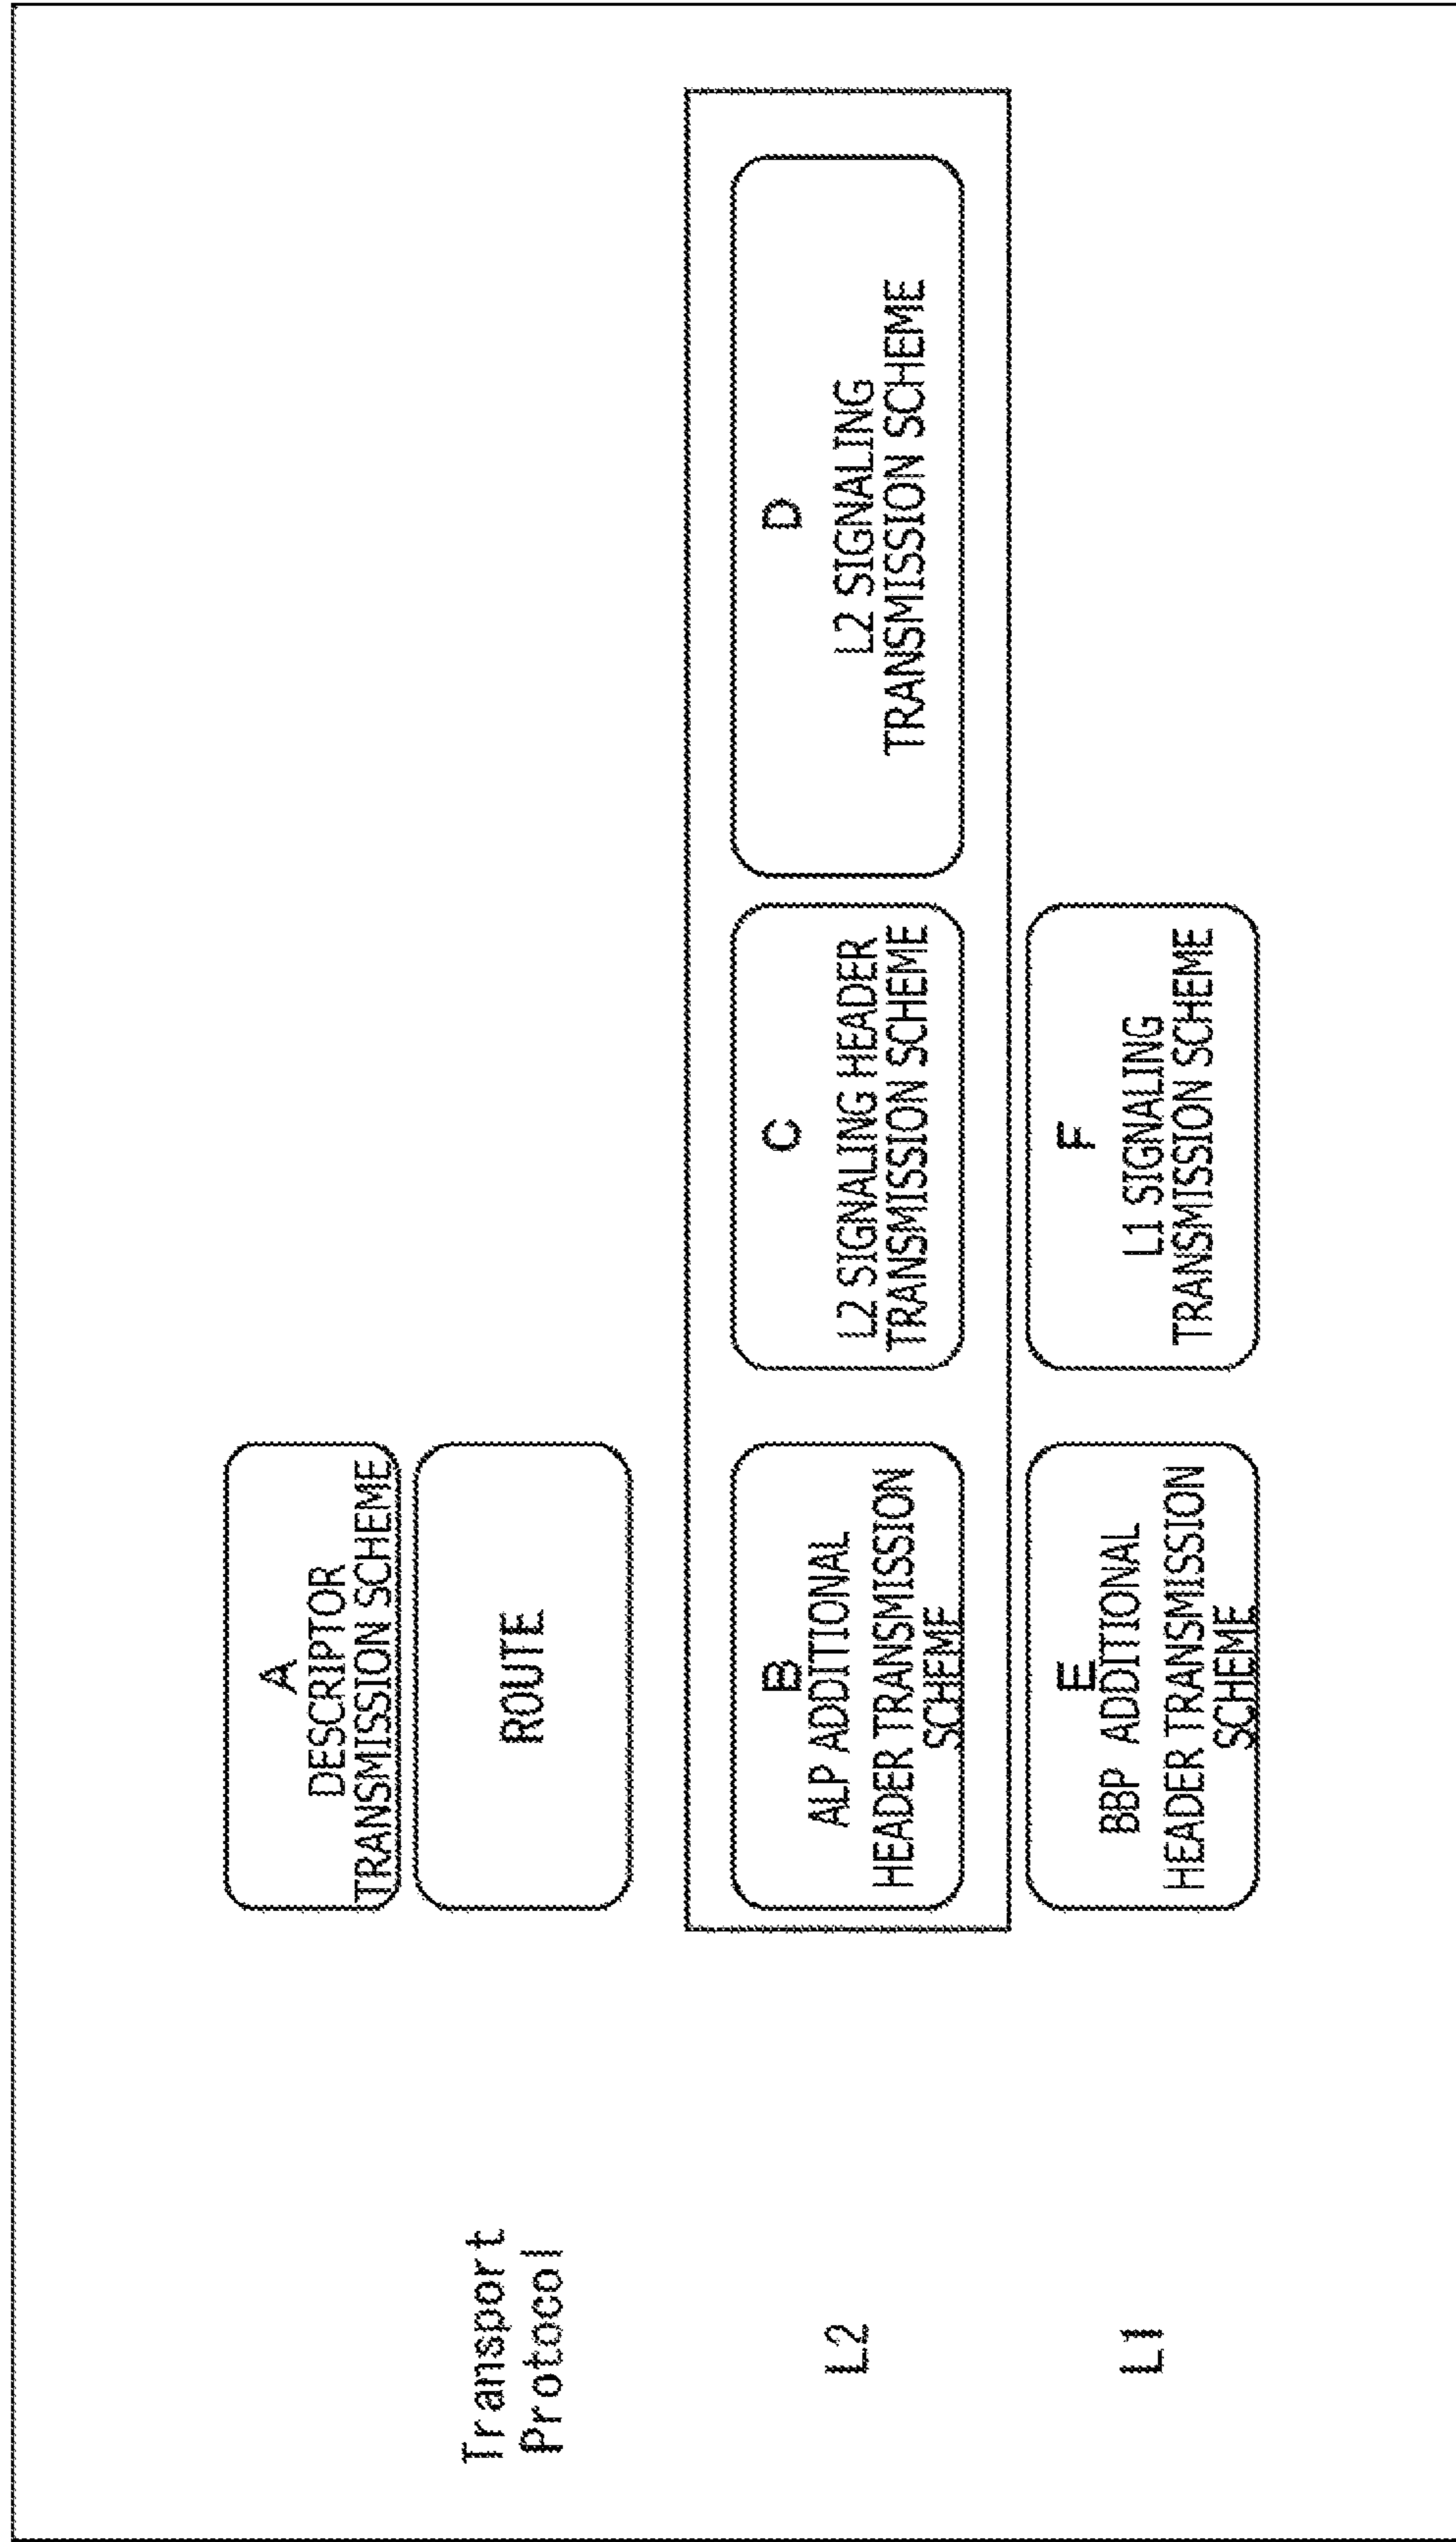 A
DESCRIPTOR
TRANSMISSION SCHEME
Transport
Protocol
ROUTE
L2
B
ALP ADDITIONAL
HEADER TRANSMISSION
SCHEME
C
L2 SIGNALING HEADER
TRANSMISSION SCHEME
D
L2 SIGNALING
TRANSMISSION SCHEME
L1
E
BBP ADDITIONAL
HEADER TRANSMISSION
SCHEME
F
L1 SIGNALING
TRANSMISSION SCHEME